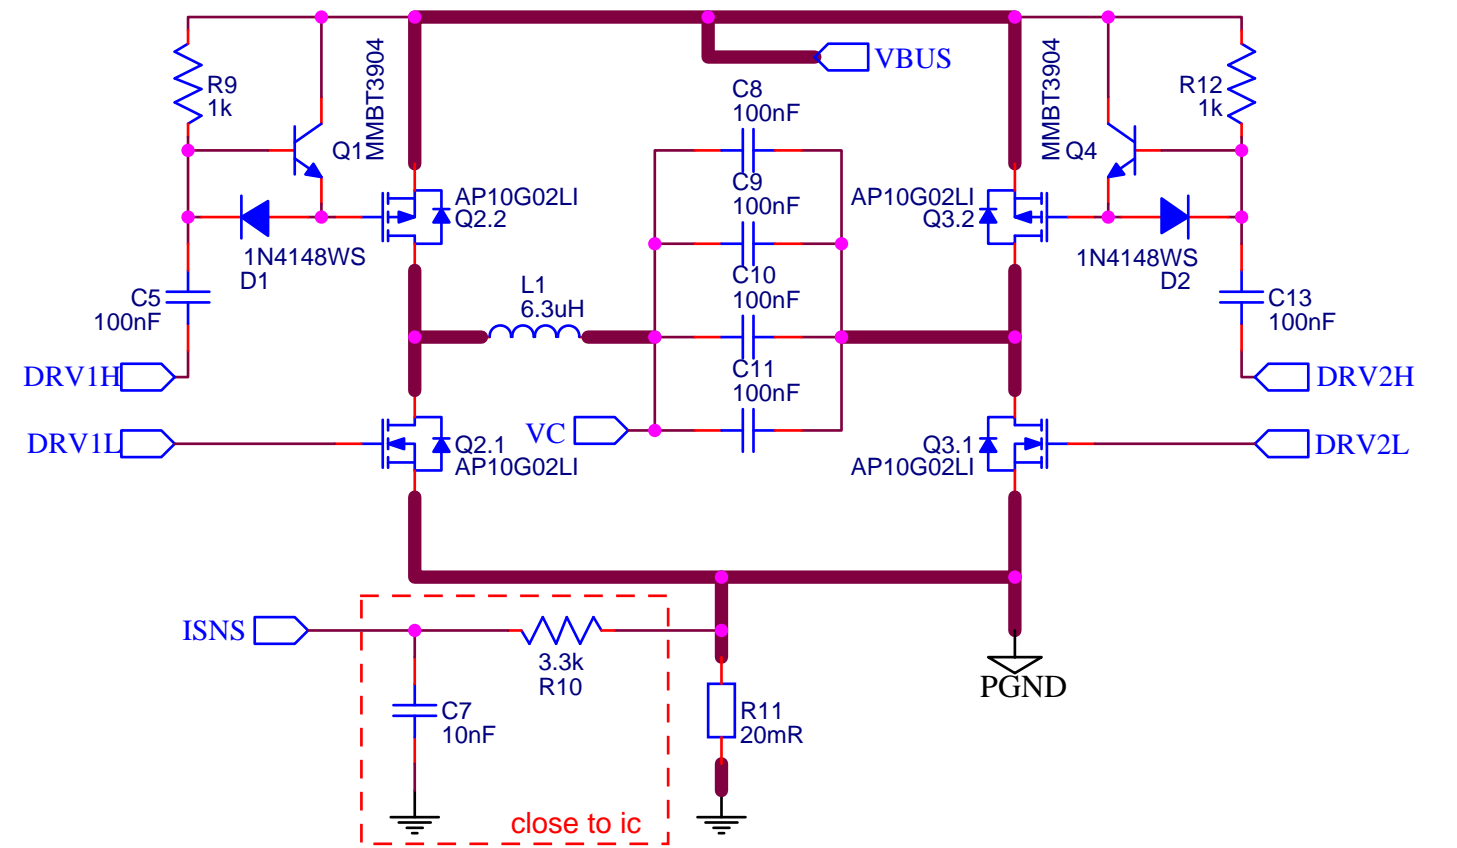 VBUS
R9
1k
Q1
MMBT3904
C8
100nF
MMBT3904
Q4
R12
1k
AP10G02LI
Q2.2
C9
100nF
AP10G02LI
Q3.2
1N4148WS
D1
1N4148WS
D2
C5
100nF
L1
6.3uH
C10
100nF
C13
100nF
DRV1H
C11
100nF
DRV2H
DRV1L
Q2.1
AP10G02LI
VC
Q3.1
AP10G02LI
DRV2L
ISNS
3.3k
R10
PGND
C7
10nF
R11
20mR
close to ic